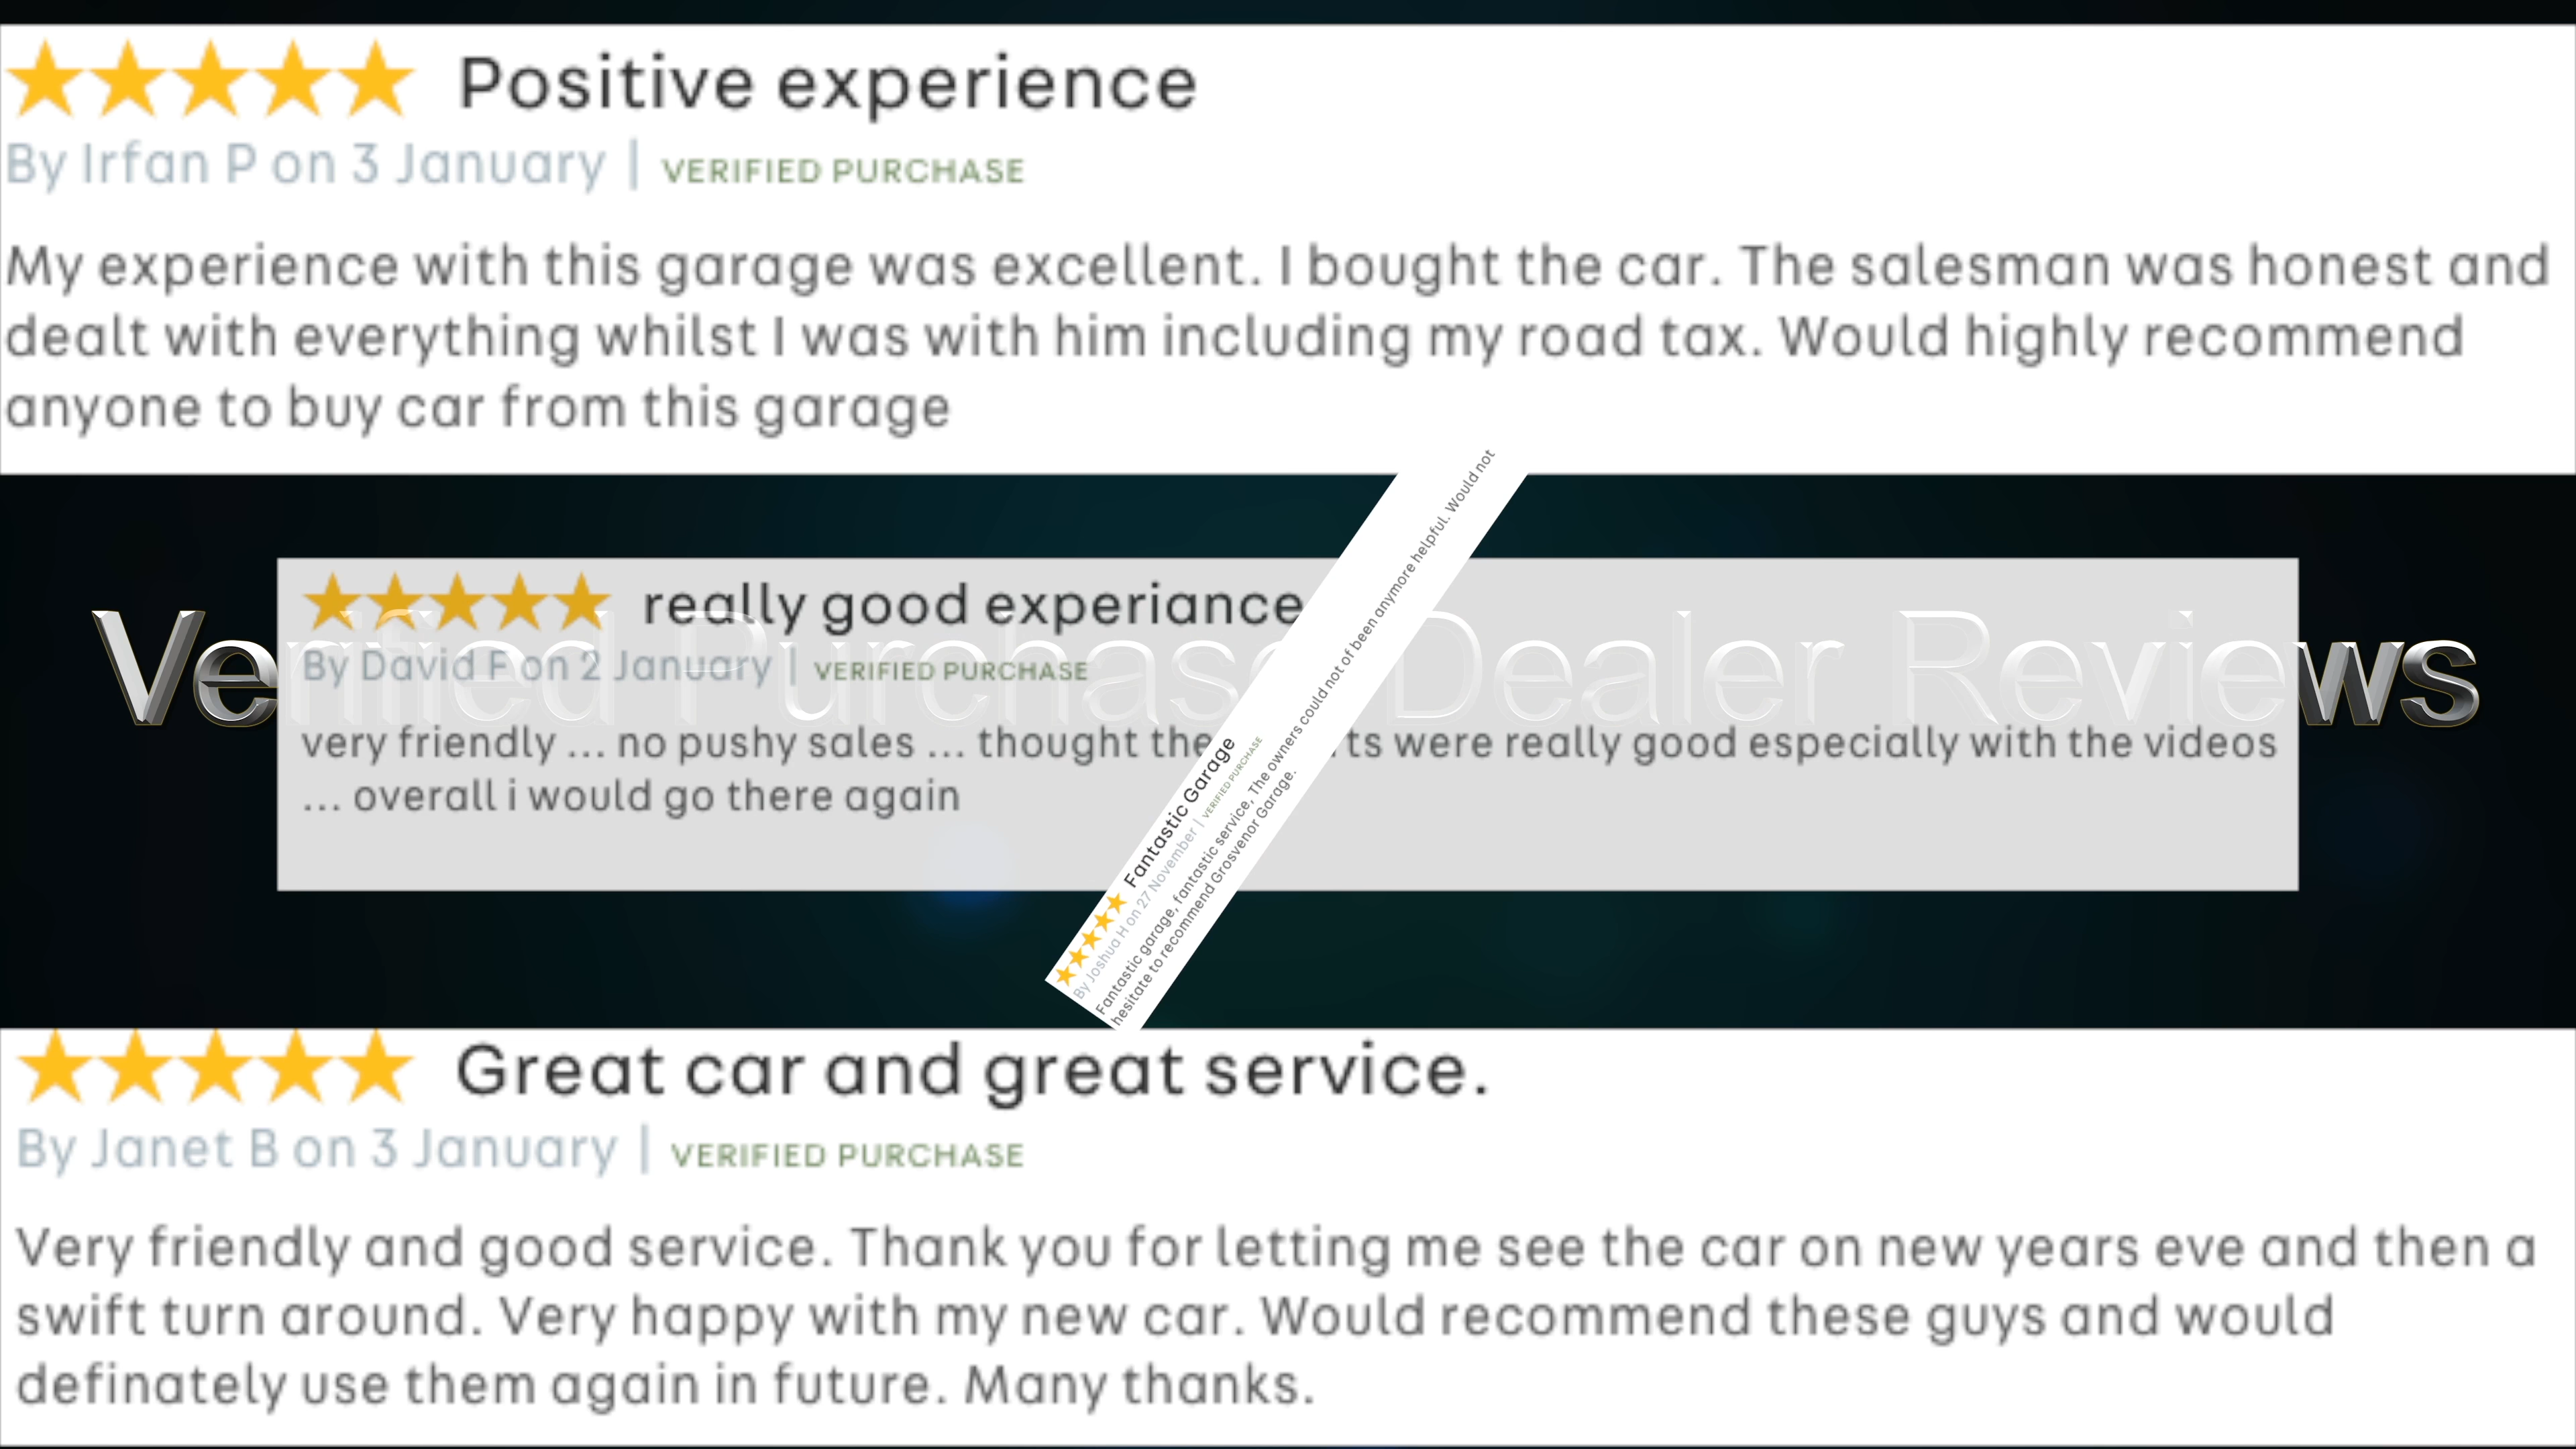 Positive experience
By Irfan P on 3 January | VERIFIED PURCHASE
My experience with this garage was excellent. I bought the car. The salesman was honest and
dealt with everything whilst I was with him including my road tax. Would highly recommend
anyone to buy car from this garage
really good experiance
By David F on 2 January | VERIFIED PURCHASE
Verified Purchase Dealer Reviews
very friendly ... no pushy sales ... thought were really good especially with the videos
... overall i would go there again
Fantastic Garage
By Joshua H on 27 November | VERIFIED PURCHASE
Fantastic garage, fantastic service, The owners could not of been anymore helpful. Would not
hesitate to recommend Grosvenor Garage.
Great car and great service.
By Janet B on 3 January | VERIFIED PURCHASE
Very friendly and good service. Thank you for letting me see the car on new years eve and then a
swift turn around. Very happy with my new car. Would recommend these guys and would
definately use them again in future. Many thanks.